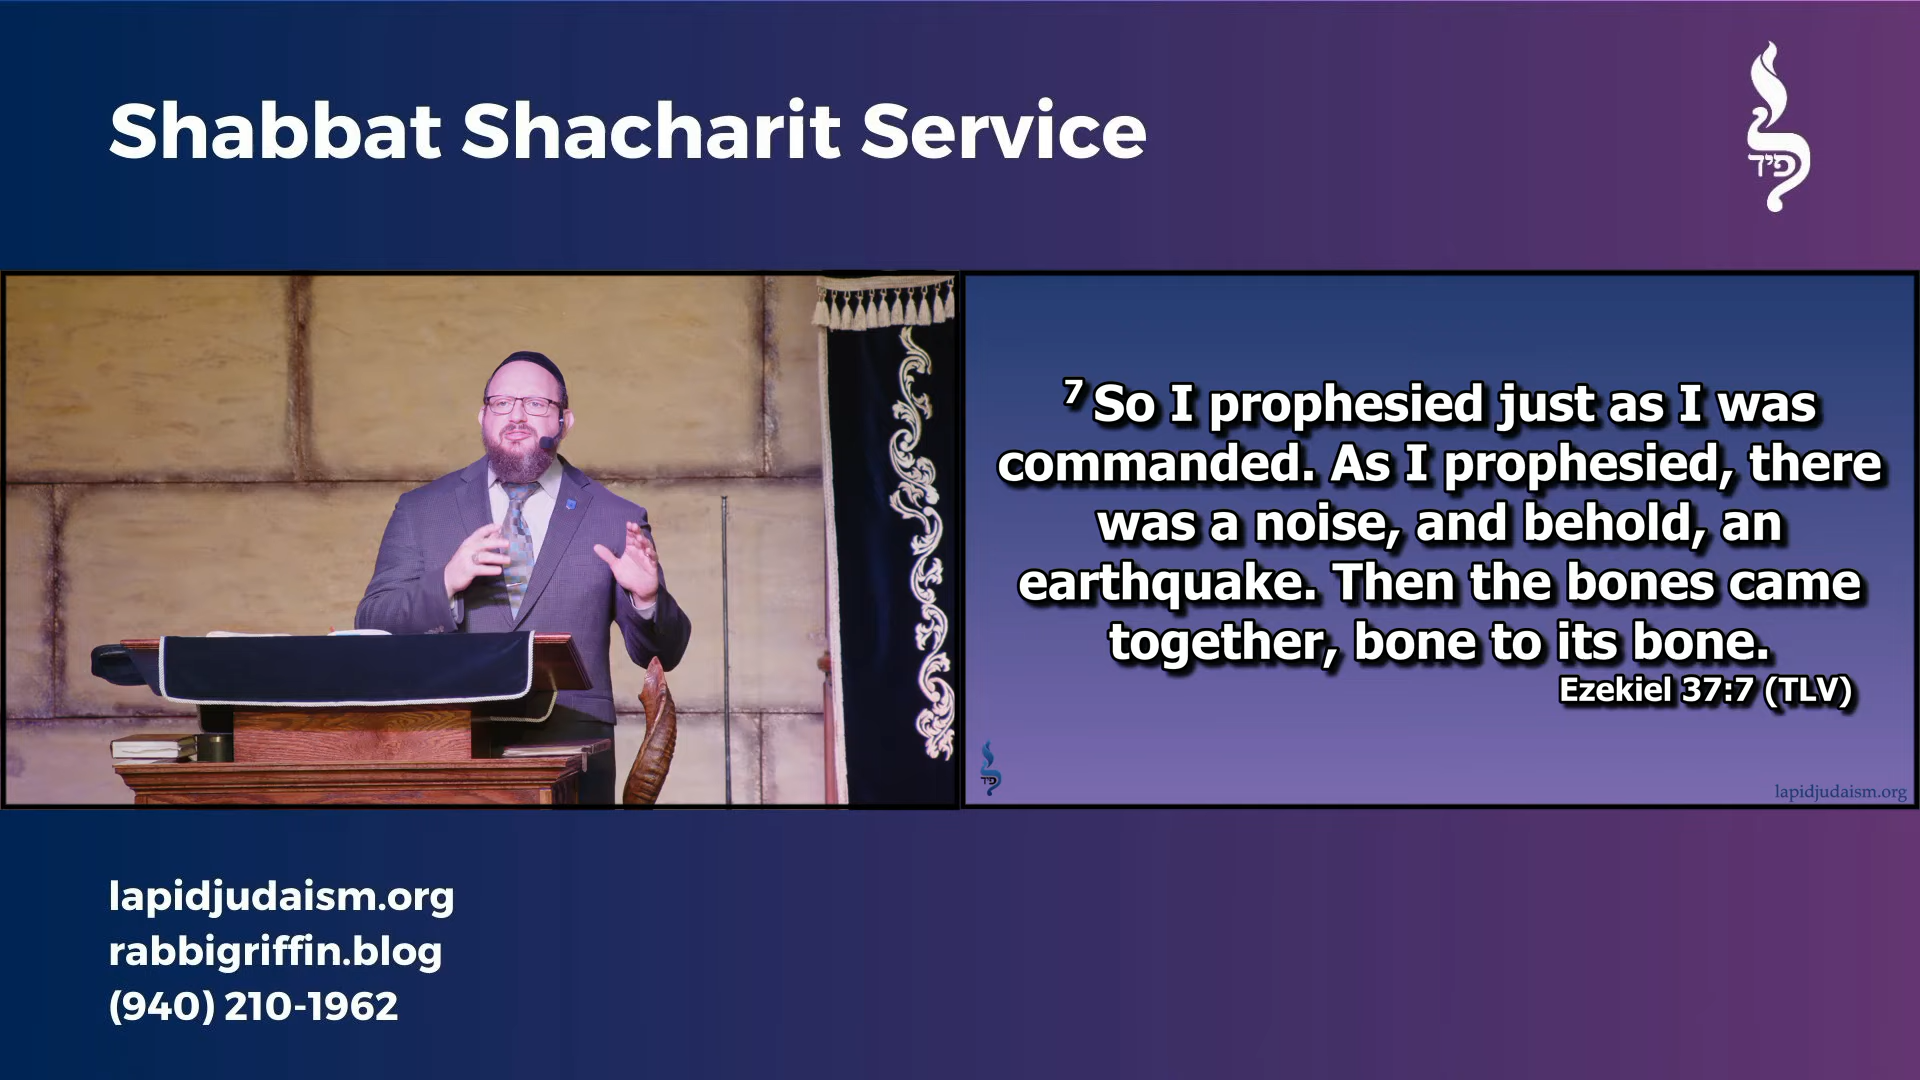 Shabbat Shacharit Service
פיד
7 So I prophesied just as I was
commanded. As I prophesied, there
was a noise, and behold, an
earthquake. Then the bones came
together, bone to its bone.
Ezekiel 37:7 (TLV)
פיד
lapidjudaism.org
lapidjudaism.org
rabbigriffin.blog
(940) 210-1962